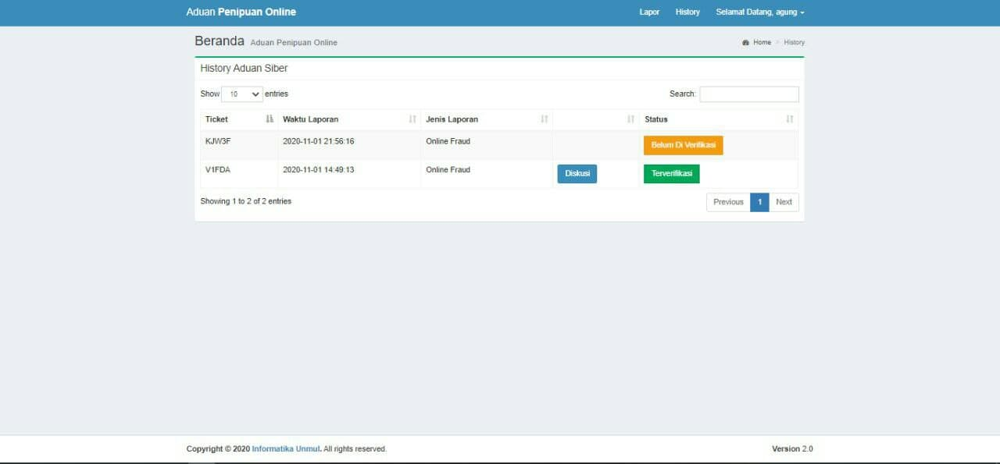 Aduan Penipuan Online Lapor History Selamat Datang, agung
Beranda Aduan Penipuan Online Home > History
History Aduan Siber
Show 10 entries Search:
Ticket Waktu Laporan Jenis Laporan Status
KJW3F 2020-11-01 21:56:16 Online Fraud Belum Di Verifikasi
V1FDA 2020-11-01 14:49:13 Online Fraud Diskusi Terverifikasi
Showing 1 to 2 of 2 entries Previous 1 Next
Copyright © 2020 Informatika Unmul. All rights reserved. Version 2.0